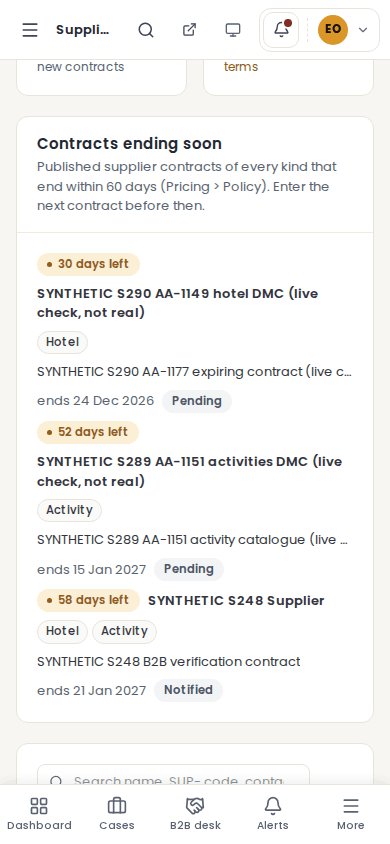 Suppli…
EO
new contracts
terms
Contracts ending soon
Published supplier contracts of every kind that
end within 60 days (Pricing > Policy). Enter the
next contract before then.
30 days left
SYNTHETIC S290 AA-1149 hotel DMC (live
check, not real)
Hotel
SYNTHETIC S290 AA-1177 expiring contract (live c…
ends 24 Dec 2026 Pending
52 days left
SYNTHETIC S289 AA-1151 activities DMC (live
check, not real)
Activity
SYNTHETIC S289 AA-1151 activity catalogue (live …
ends 15 Jan 2027 Pending
58 days left SYNTHETIC S248 Supplier
Hotel Activity
SYNTHETIC S248 B2B verification contract
ends 21 Jan 2027 Notified
Search name, SUP- code, conta
Dashboard Cases B2B desk Alerts More